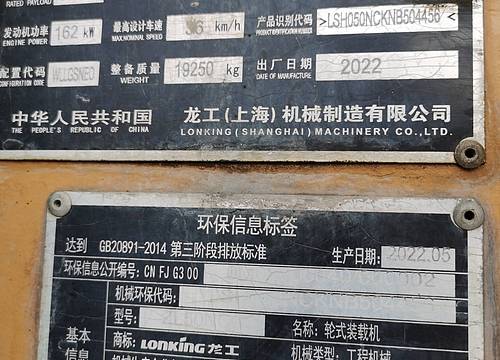 RATED PAYLOAD
发动机功率 ENGINE POWER 162 kW 最高设计车速 MAX.NOMINAL SPEED 36 km/h 产品识别代码 PRODUCT IDENTIFICATION NUMBER >LSH050NCKNB504456<
配置代码 整备质量 WEIGHT 19250 kg 出厂日期 DATE OF MANUFACTURE 2022
中华人民共和国 龙工(上海)机械制造有限公司
THE PEOPLE'S REPUBLIC OF CHINA LONKING(SHANGHAI)MACHINERY CO.,LTD.
环保信息标签
达到 GB20891-2014 第三阶段排放标准 生产日期: 2022.05
环保信息公开编号: CN FJ G3 00
机械环保代码:
型号: 名称: 轮式装载机
基本信息 商标: LONKING 龙工 机械类型: 工程机械